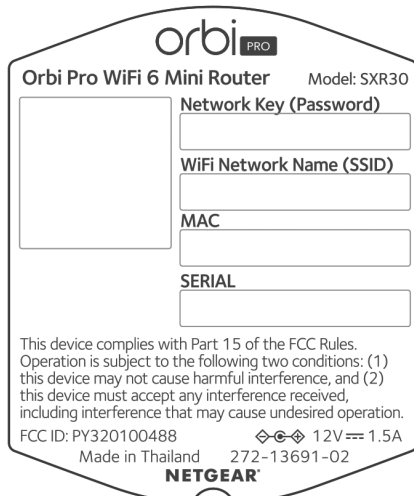 orbi PRO
Orbi Pro WiFi 6 Mini Router Model: SXR30
Network Key (Password)
WiFi Network Name (SSID)
MAC
SERIAL
This device complies with Part 15 of the FCC Rules.
Operation is subject to the following two conditions: (1)
this device may not cause harmful interference, and (2)
this device must accept any interference received,
including interference that may cause undesired operation.
FCC ID: PY320100488 12V⎓1.5A
Made in Thailand 272-13691-02
NETGEAR®